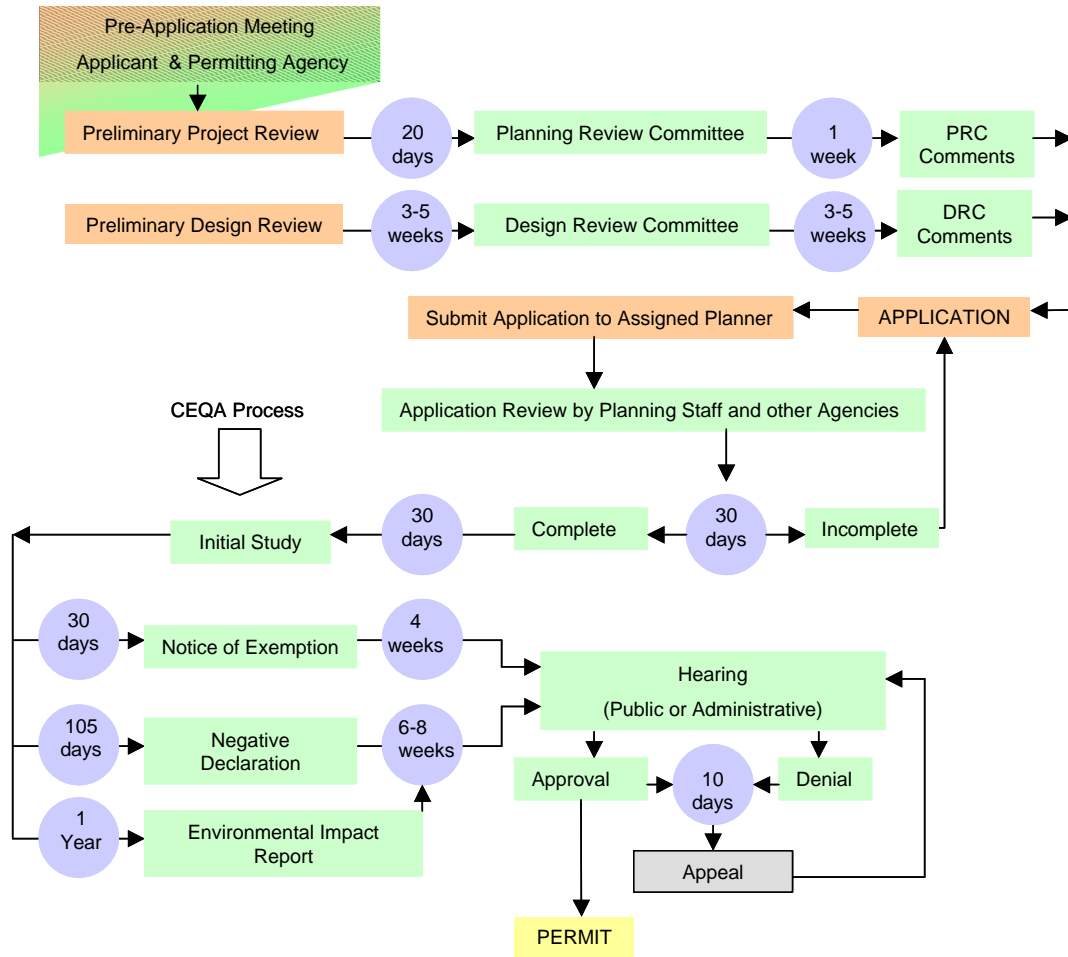 Pre-Application Meeting
Applicant & Permitting Agency
Preliminary Project Review
20
days
Planning Review Committee
1
week
PRC
Comments
Preliminary Design Review
3-5
weeks
Design Review Committee
3-5
weeks
DRC
Comments
Submit Application to Assigned Planner
APPLICATION
Application Review by Planning Staff and other Agencies
CEQA Process
Initial Study
30
days
Complete
30
days
Incomplete
30
days
Notice of Exemption
4
weeks
Hearing
(Public or Administrative)
105
days
Negative
Declaration
6-8
weeks
Approval
10
days
Denial
1
Year
Environmental Impact
Report
Appeal
PERMIT